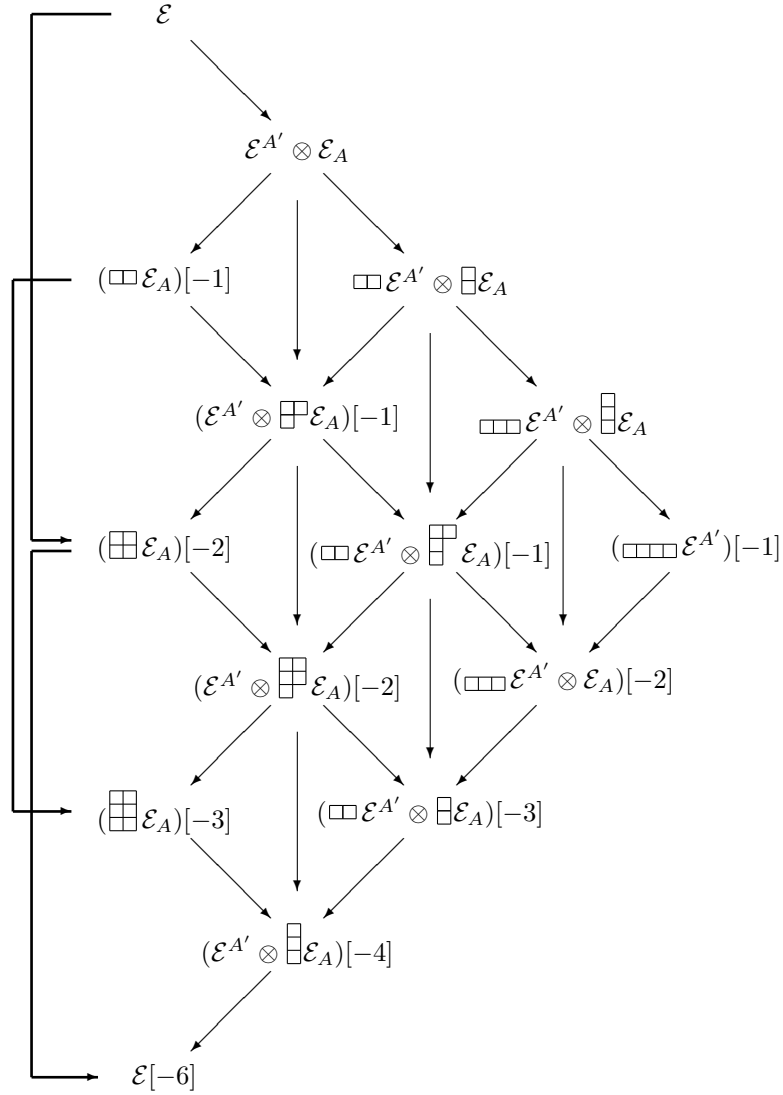 ℰ
ℰ^{A′} ⊗ ℰ_A
(□□ ℰ_A)[−1] □□ ℰ^{A′} ⊗ ℰ_A
(ℰ^{A′} ⊗ ℰ_A)[−1] □□□ ℰ^{A′} ⊗ ℰ_A
(ℰ_A)[−2] (□□ ℰ^{A′} ⊗ ℰ_A)[−1] (□□□□ ℰ^{A′})[−1]
(ℰ^{A′} ⊗ ℰ_A)[−2] (□□□ ℰ^{A′} ⊗ ℰ_A)[−2]
(ℰ_A)[−3] (□□ ℰ^{A′} ⊗ ℰ_A)[−3]
(ℰ^{A′} ⊗ ℰ_A)[−4]
ℰ[−6]